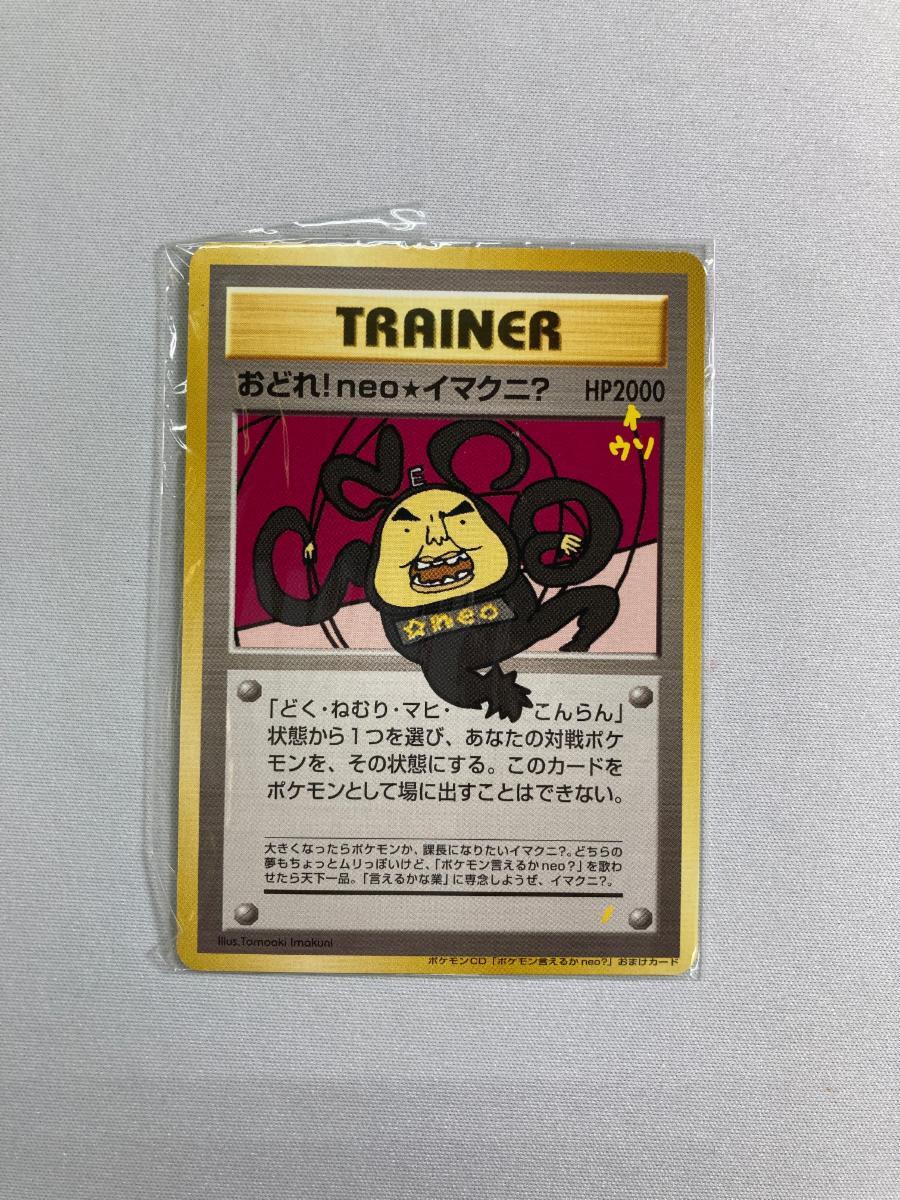 TRAINER
おどれ!neo★イマクニ? HP2000
ウソ
E
☆neo
「どく・ねむり・マヒ・ こんらん」
状態から1つを選び、あなたの対戦ポケ
モンを、その状態にする。このカードを
ポケモンとして場に出すことはできない。
大きくなったらポケモンか、課長になりたいイマクニ?。どちらの
夢もちょっとムリっぽいけど、「ポケモン言えるかneo?」を歌わ
せたら天下一品。「言えるかな業」に専念しようぜ、イマクニ?。
Illus.Tomoaki Imakuni
ポケモンCD「ポケモン言えるかneo?」おまけカード